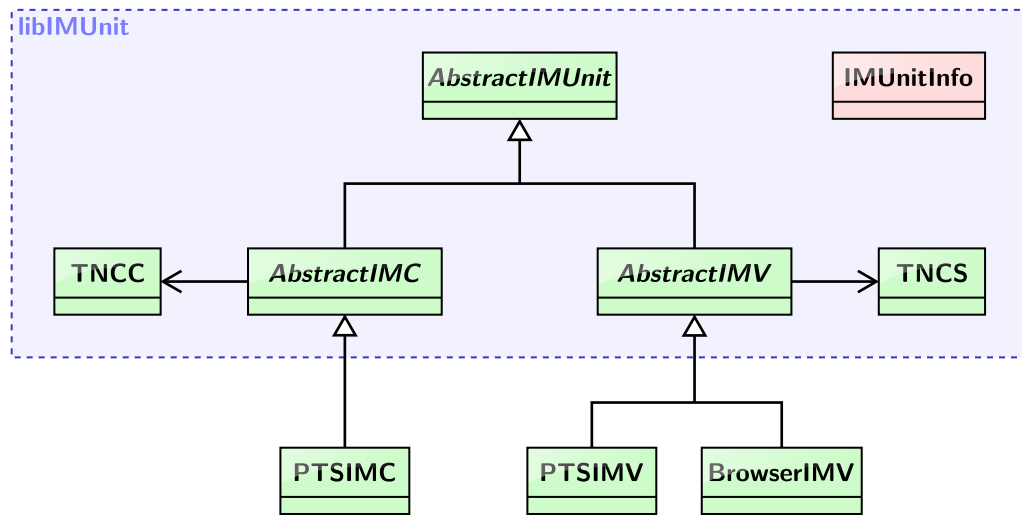 libIMUnit
AbstractIMUnit
IMUnitInfo
TNCC
AbstractIMC
AbstractIMV
TNCS
PTSIMC
PTSIMV
BrowserIMV